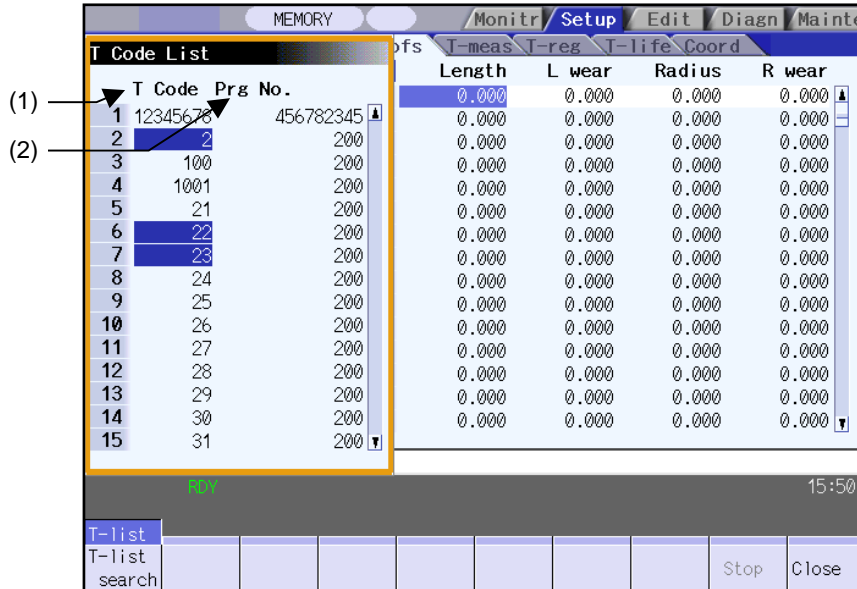 MEMORY Monitr Setup Edit Diagn Mainte
T Code List ofs T-meas T-reg T-life Coord
Length L wear Radius R wear
(1) T Code Prg No. 0.000 0.000 0.000 0.000
1 12345678 456782345 0.000 0.000 0.000 0.000
(2) 2 2 200 0.000 0.000 0.000 0.000
3 100 200 0.000 0.000 0.000 0.000
4 1001 200 0.000 0.000 0.000 0.000
5 21 200 0.000 0.000 0.000 0.000
6 22 200 0.000 0.000 0.000 0.000
7 23 200 0.000 0.000 0.000 0.000
8 24 200 0.000 0.000 0.000 0.000
9 25 200 0.000 0.000 0.000 0.000
10 26 200 0.000 0.000 0.000 0.000
11 27 200 0.000 0.000 0.000 0.000
12 28 200 0.000 0.000 0.000 0.000
13 29 200 0.000 0.000 0.000 0.000
14 30 200 0.000 0.000 0.000 0.000
15 31 200
RDY 15:50
T-list
T-list
search Stop Close